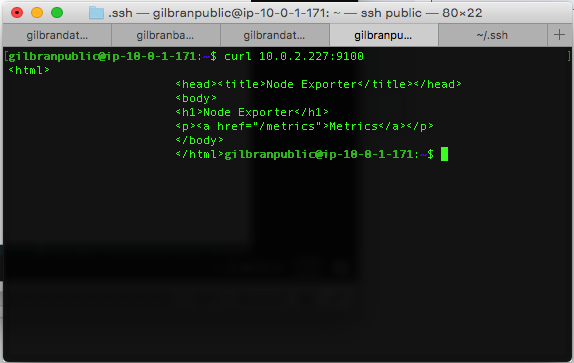 .ssh — gilbranpublic@ip-10-0-1-171: ~ — ssh public — 80×22
gilbrandat... gilbranba... gilbrandat... gilbranpu... ~/.ssh
[gilbranpublic@ip-10-0-1-171:~$ curl 10.0.2.227:9100 ]
<html>
<head><title>Node Exporter</title></head>
<body>
<h1>Node Exporter</h1>
<p><a href="/metrics">Metrics</a></p>
</body>
</html>gilbranpublic@ip-10-0-1-171:~$